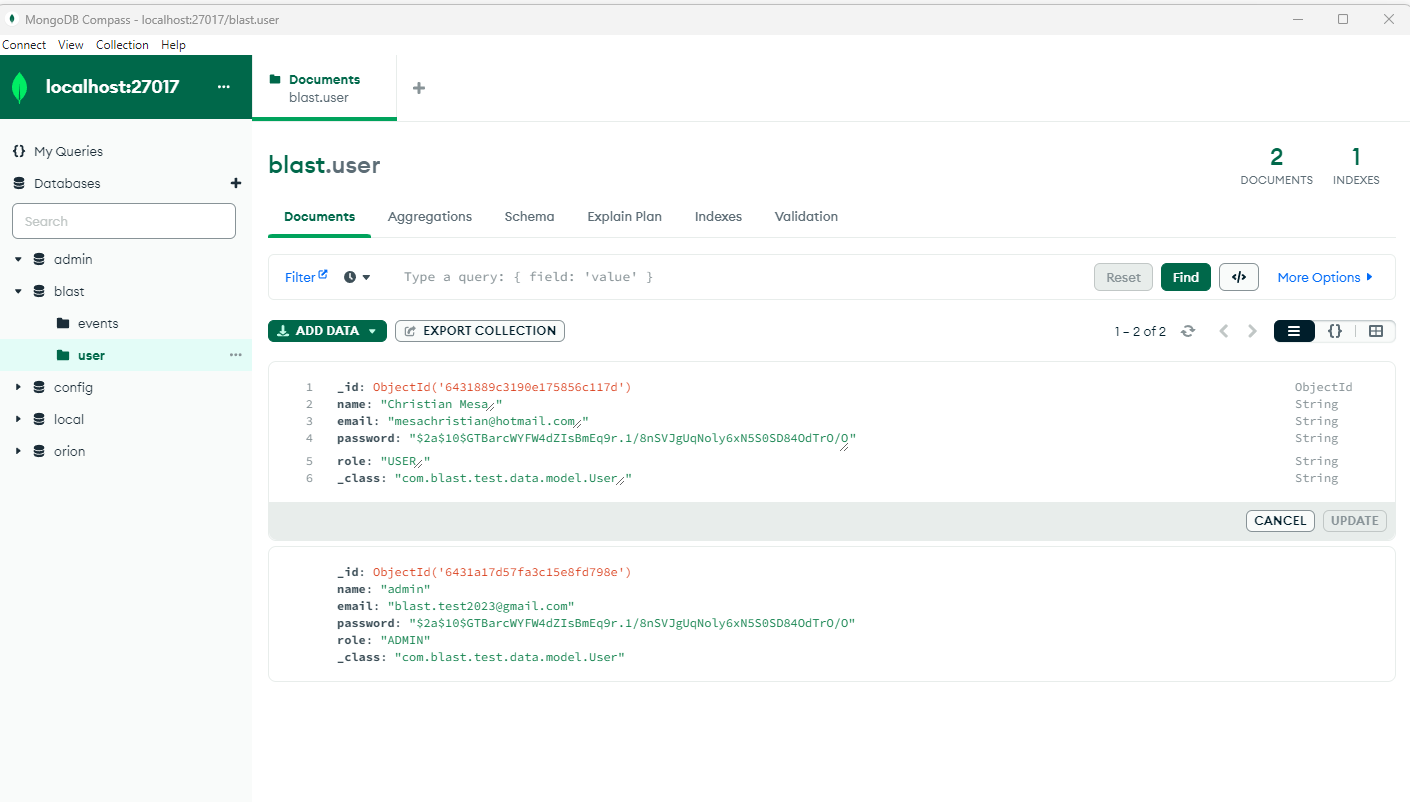 MongoDB Compass - localhost:27017/blast.user
Connect View Collection Help
localhost:27017 ...
Documents
blast.user
+
{} My Queries
Databases +
Search
admin
blast
events
user ...
config
local
orion
blast.user
2
DOCUMENTS
1
INDEXES
Documents Aggregations Schema Explain Plan Indexes Validation
Filter Type a query: { field: 'value' } Reset Find </> More Options
ADD DATA EXPORT COLLECTION 1 – 2 of 2 {}
1 _id: ObjectId('6431889c3190e175856c117d') ObjectId
2 name: "Christian Mesa" String
3 email: "mesachristian@hotmail.com" String
4 password: "$2a$10$GTBarcWYFW4dZIsBmEq9r.1/8nSVJgUqNoly6xN5S0SD84OdTrO/O" String
5 role: "USER" String
6 _class: "com.blast.test.data.model.User" String
CANCEL UPDATE
_id: ObjectId('6431a17d57fa3c15e8fd798e')
name: "admin"
email: "blast.test2023@gmail.com"
password: "$2a$10$GTBarcWYFW4dZIsBmEq9r.1/8nSVJgUqNoly6xN5S0SD84OdTrO/O"
role: "ADMIN"
_class: "com.blast.test.data.model.User"